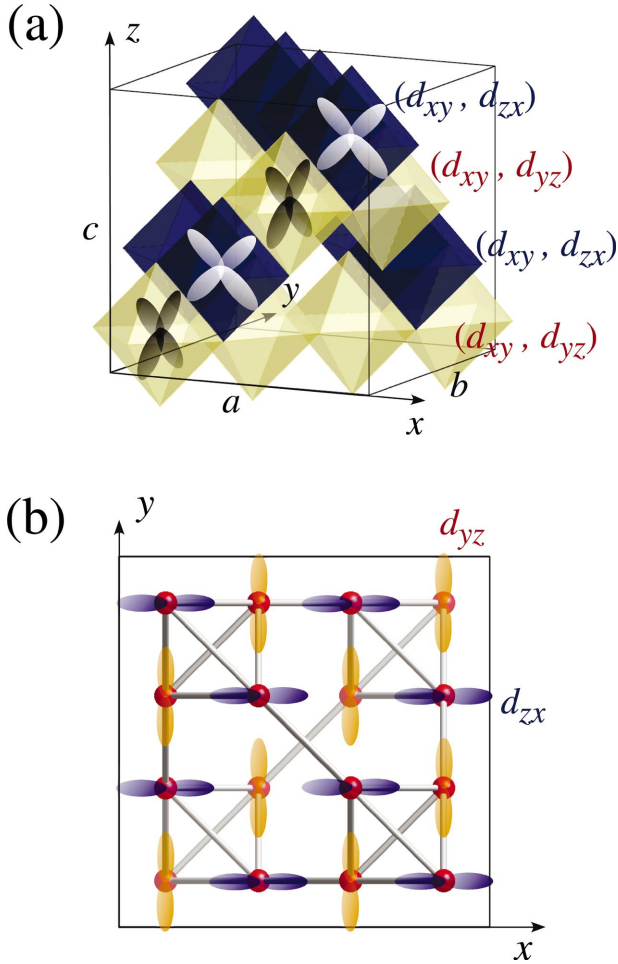 (a)
z
(d_xy , d_zx)
(d_xy , d_yz)
c
(d_xy , d_zx)
y
(d_xy , d_yz)
b
a
x
(b)
y
d_yz
d_zx
x